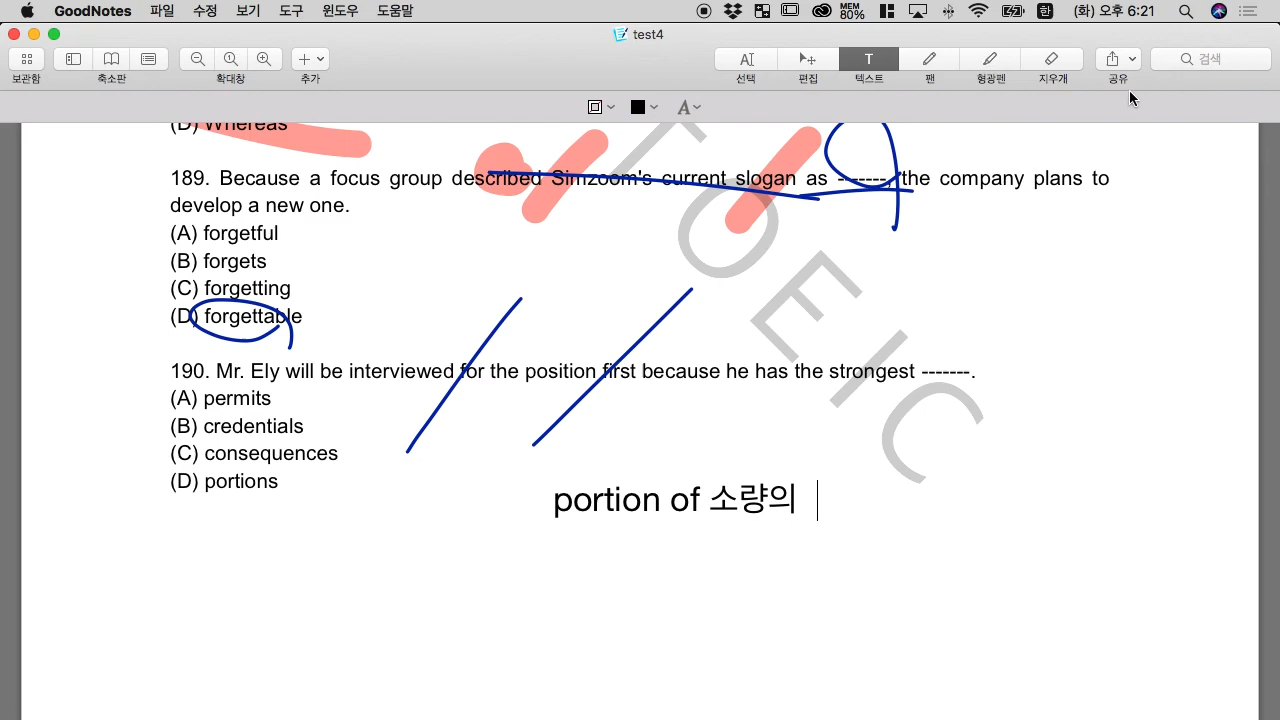 GoodNotes 파일 수정 보기 도구 윈도우 도움말 MEM 80% 한 (화) 오후 6:21
test4
보관함 축소판 확대창 추가 선택 편집 T 텍스트 펜 형광펜 지우개 공유 검색
A
(D) Whereas
189. Because a focus group described Simzoom's current slogan as -------, the company plans to
develop a new one.
(A) forgetful
(B) forgets
(C) forgetting
(D) forgettable
190. Mr. Ely will be interviewed for the position first because he has the strongest -------.
(A) permits
(B) credentials
(C) consequences
(D) portions
portion of 소량의
TOEIC